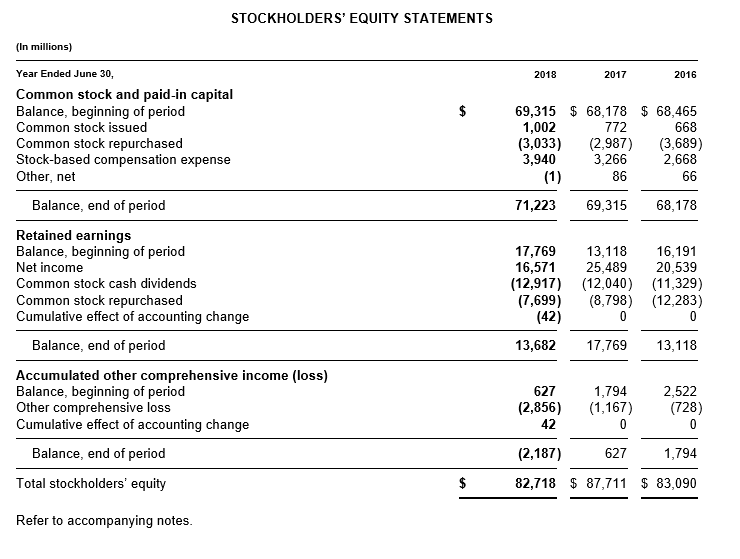 STOCKHOLDERS’ EQUITY STATEMENTS
(In millions)
Year Ended June 30, 2018 2017 2016
Common stock and paid-in capital
Balance, beginning of period $ 69,315 $ 68,178 $ 68,465
Common stock issued 1,002 772 668
Common stock repurchased (3,033) (2,987) (3,689)
Stock-based compensation expense 3,940 3,266 2,668
Other, net (1) 86 66
Balance, end of period 71,223 69,315 68,178
Retained earnings
Balance, beginning of period 17,769 13,118 16,191
Net income 16,571 25,489 20,539
Common stock cash dividends (12,917) (12,040) (11,329)
Common stock repurchased (7,699) (8,798) (12,283)
Cumulative effect of accounting change (42) 0 0
Balance, end of period 13,682 17,769 13,118
Accumulated other comprehensive income (loss)
Balance, beginning of period 627 1,794 2,522
Other comprehensive loss (2,856) (1,167) (728)
Cumulative effect of accounting change 42 0 0
Balance, end of period (2,187) 627 1,794
Total stockholders’ equity $ 82,718 $ 87,711 $ 83,090
Refer to accompanying notes.